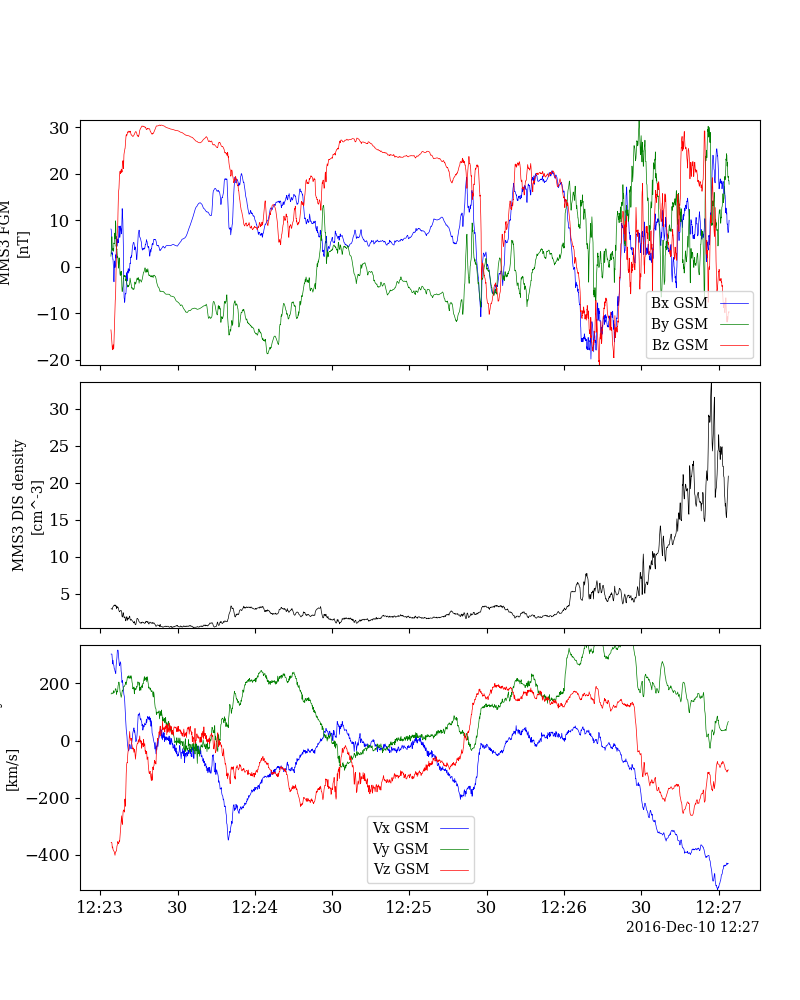 30
20
10
0
−10
−20
MMS3 FGM
[nT]
Bx GSM
By GSM
Bz GSM
30
25
20
15
10
5
MMS3 DIS density
[cm^-3]
200
0
−200
−400
[km/s]
Vx GSM
Vy GSM
Vz GSM
12:23 30 12:24 30 12:25 30 12:26 30 12:27
2016-Dec-10 12:27